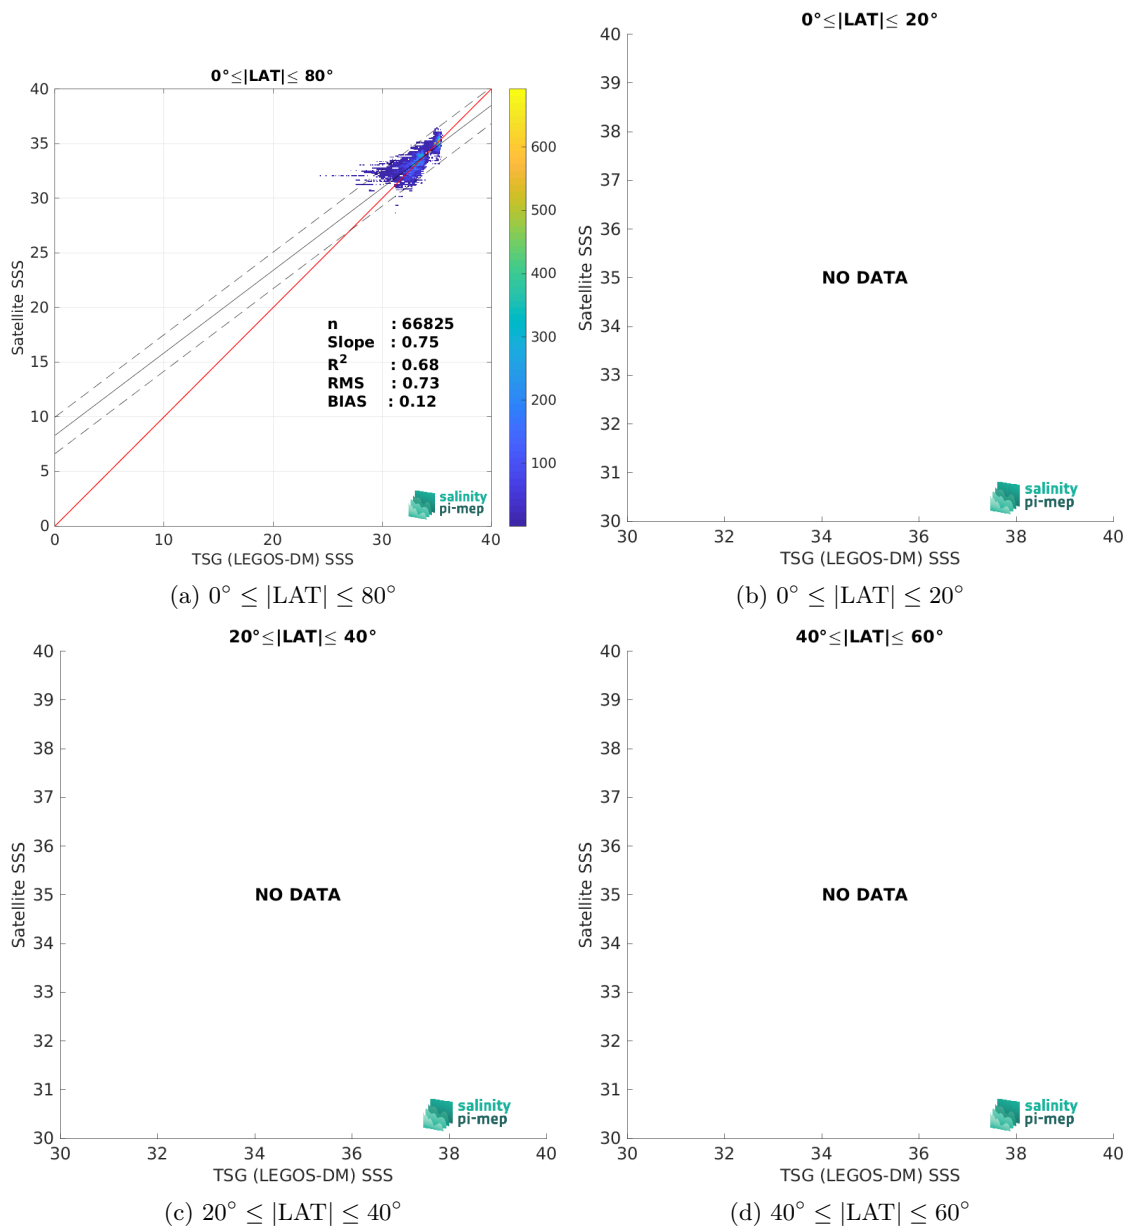 0°≤|LAT|≤ 80°
40
35
30
25
20
15
10
5
0
0
10
20
30
40
Satellite SSS
TSG (LEGOS-DM) SSS
n : 66825
Slope : 0.75
R² : 0.68
RMS : 0.73
BIAS : 0.12
600
500
400
300
200
100
salinity
pi-mep
(a) 0° ≤ |LAT| ≤ 80°
0°≤|LAT|≤ 20°
40
39
38
37
36
35
34
33
32
31
30
30
32
34
36
38
40
Satellite SSS
NO DATA
salinity
pi-mep
TSG (LEGOS-DM) SSS
(b) 0° ≤ |LAT| ≤ 20°
20°≤|LAT|≤ 40°
40
39
38
37
36
35
34
33
32
31
30
30
32
34
36
38
40
Satellite SSS
NO DATA
salinity
pi-mep
TSG (LEGOS-DM) SSS
(c) 20° ≤ |LAT| ≤ 40°
40°≤|LAT|≤ 60°
40
39
38
37
36
35
34
33
32
31
30
30
32
34
36
38
40
Satellite SSS
NO DATA
salinity
pi-mep
TSG (LEGOS-DM) SSS
(d) 40° ≤ |LAT| ≤ 60°